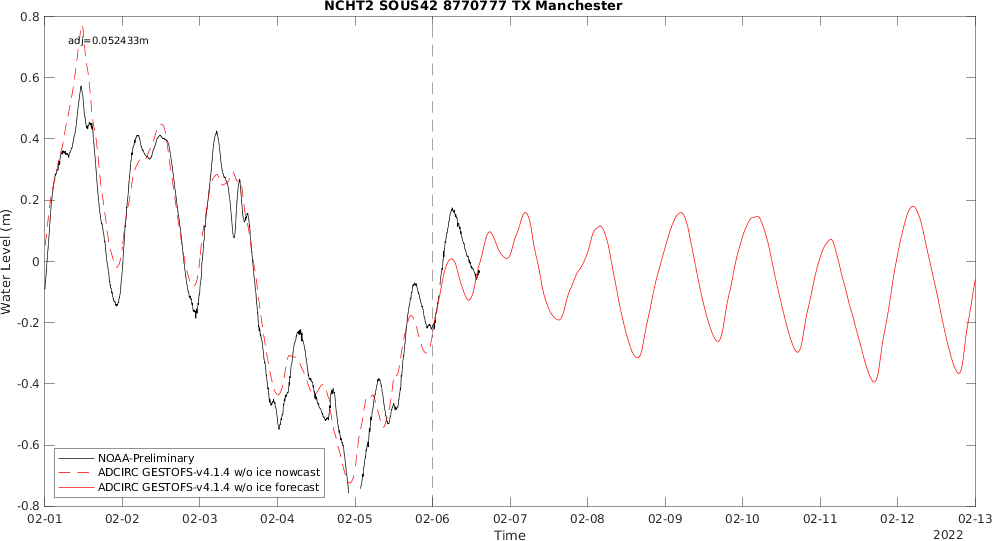 NCHT2 SOUS42 8770777 TX Manchester
adj=0.052433m
0.8
0.6
0.4
0.2
0
-0.2
-0.4
-0.6
-0.8
Water Level (m)
NOAA-Preliminary
ADCIRC GESTOFS-v4.1.4 w/o ice nowcast
ADCIRC GESTOFS-v4.1.4 w/o ice forecast
02-01 02-02 02-03 02-04 02-05 02-06 02-07 02-08 02-09 02-10 02-11 02-12 02-13
Time
2022